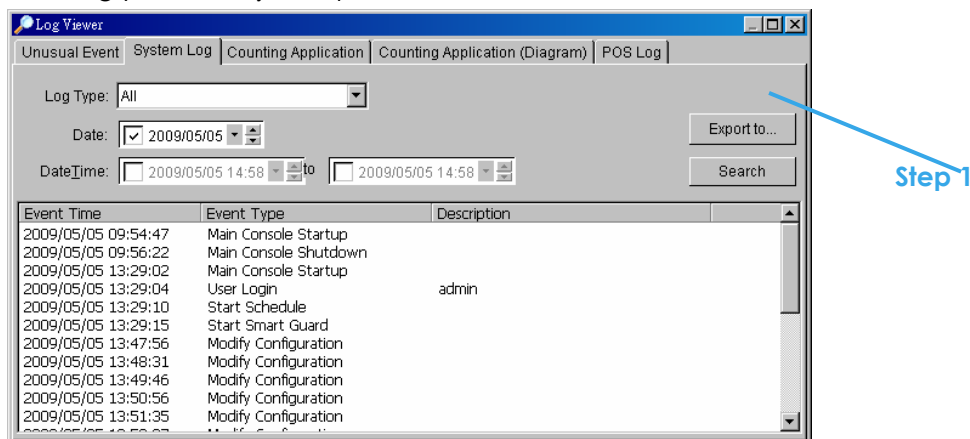 Log Viewer
Unusual Event System Log Counting Application Counting Application (Diagram) POS Log
Log Type: All
Date: 2009/05/05
Export to...
DateTime: 2009/05/05 14:58 to 2009/05/05 14:58
Search
Step 1
Event Time Event Type Description
2009/05/05 09:54:47 Main Console Startup
2009/05/05 09:56:22 Main Console Shutdown
2009/05/05 13:29:02 Main Console Startup
2009/05/05 13:29:04 User Login admin
2009/05/05 13:29:10 Start Schedule
2009/05/05 13:29:15 Start Smart Guard
2009/05/05 13:47:56 Modify Configuration
2009/05/05 13:48:31 Modify Configuration
2009/05/05 13:49:46 Modify Configuration
2009/05/05 13:50:56 Modify Configuration
2009/05/05 13:51:35 Modify Configuration